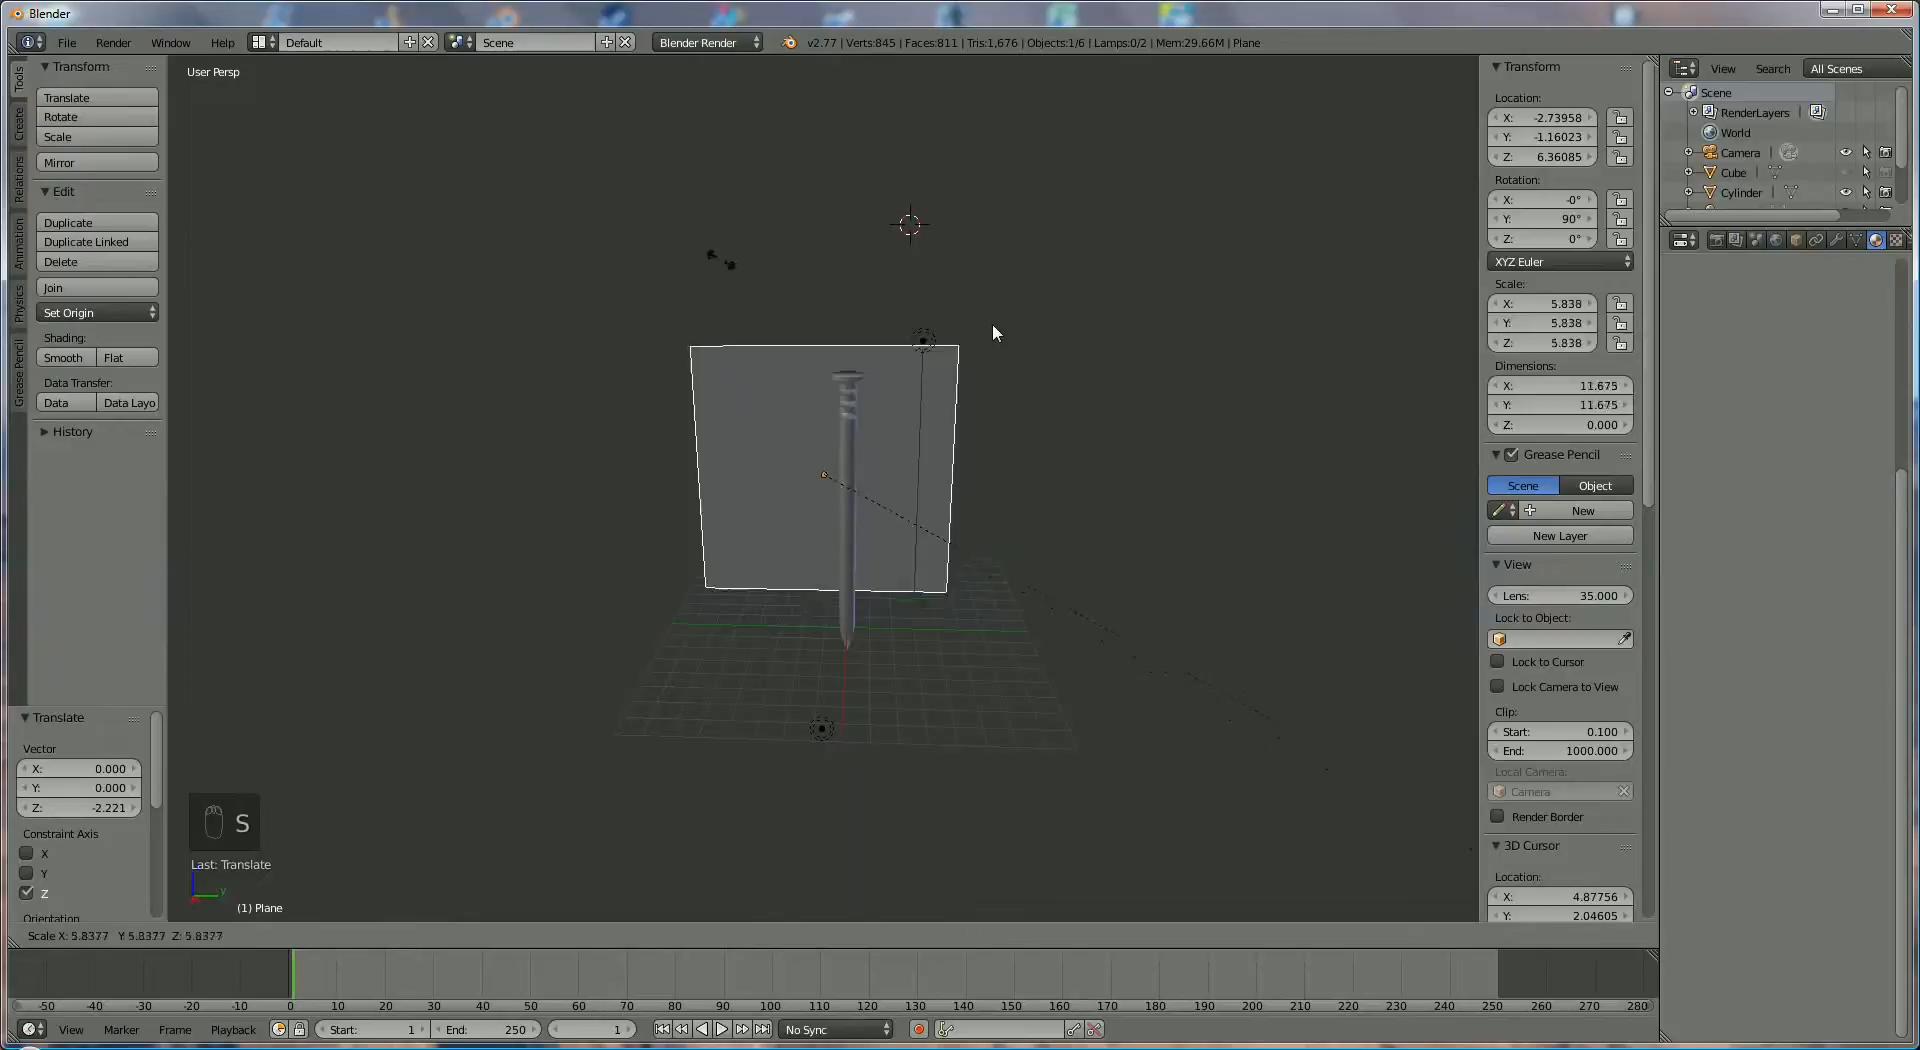 Blender
File Render Window Help Default Scene Blender Render v2.77 | Verts:845 | Faces:811 | Tris:1,676 | Objects:1/6 | Lamps:0/2 | Mem:29.66M | Plane
Tools
Create
Relations
Animation
Physics
Grease Pencil
Transform
Translate
Rotate
Scale
Mirror
Edit
Duplicate
Duplicate Linked
Delete
Join
Set Origin
Shading:
Smooth Flat
Data Transfer:
Data Data Layo
History
Translate
Vector
X: 0.000
Y: 0.000
Z: -2.221
Constraint Axis
X
Y
Z
Orientation
User Persp
S
Last: Translate
y
(1) Plane
Transform
Location:
X: -2.73958
Y: -1.16023
Z: 6.36085
Rotation:
X: -0°
Y: 90°
Z: 0°
XYZ Euler
Scale:
X: 5.838
Y: 5.838
Z: 5.838
Dimensions:
X: 11.675
Y: 11.675
Z: 0.000
Grease Pencil
Scene Object
New
New Layer
View
Lens: 35.000
Lock to Object:
Lock to Cursor
Lock Camera to View
Clip:
Start: 0.100
End: 1000.000
Local Camera:
Camera
Render Border
3D Cursor
Location:
X: 4.87756
Y: 2.04605
View Search All Scenes
Scene
RenderLayers
World
Camera
Cube
Cylinder
Scale X: 5.8377 Y: 5.8377 Z: 5.8377
-50 -40 -30 -20 -10 0 10 20 30 40 50 60 70 80 90 100 110 120 130 140 150 160 170 180 190 200 210 220 230 240 250 260 270 280
View Marker Frame Playback Start: 1 End: 250 1 No Sync